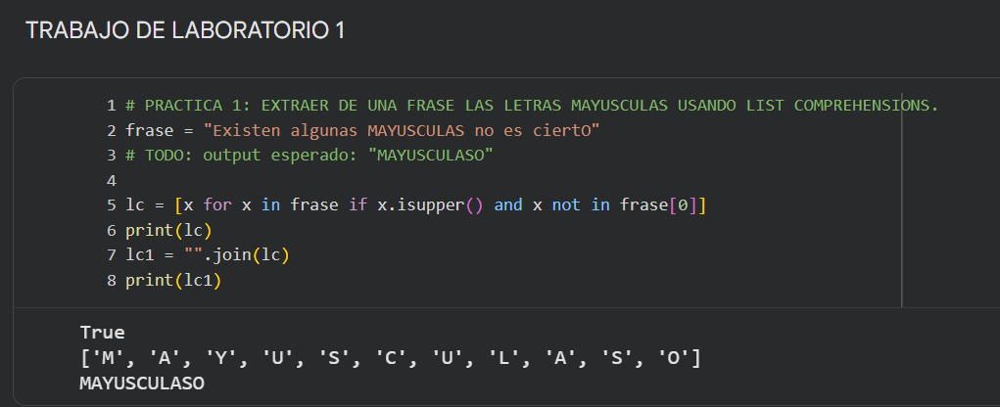 TRABAJO DE LABORATORIO 1
1 # PRACTICA 1: EXTRAER DE UNA FRASE LAS LETRAS MAYUSCULAS USANDO LIST COMPREHENSIONS.
2 frase = "Existen algunas MAYUSCULAS no es ciertO"
3 # TODO: output esperado: "MAYUSCULASO"
4
5 lc = [x for x in frase if x.isupper() and x not in frase[0]]
6 print(lc)
7 lc1 = "".join(lc)
8 print(lc1)
True
['M', 'A', 'Y', 'U', 'S', 'C', 'U', 'L', 'A', 'S', 'O']
MAYUSCULASO